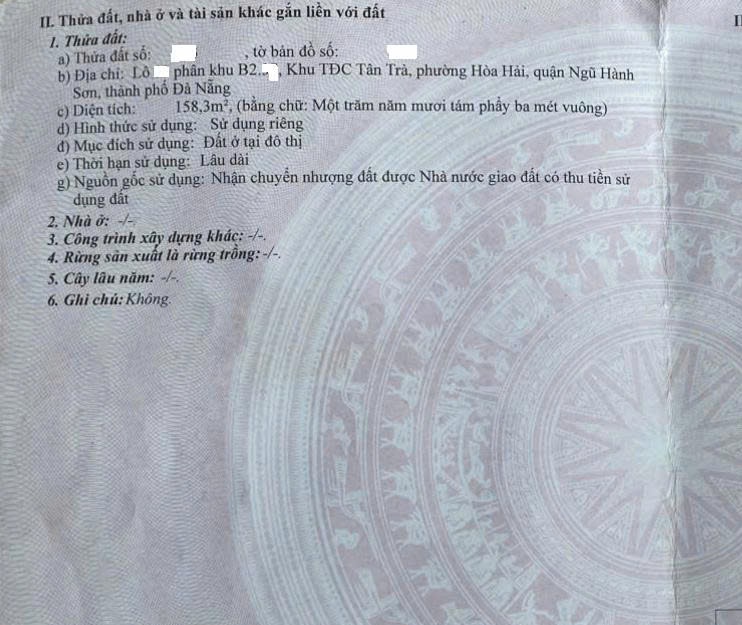 II. Thửa đất, nhà ở và tài sản khác gắn liền với đất
1. Thửa đất:
a) Thửa đất số: , tờ bản đồ số:
b) Địa chỉ: Lô phân khu B2. , Khu TĐC Tân Trà, phường Hòa Hải, quận Ngũ Hành
Sơn, thành phố Đà Nẵng
c) Diện tích: 158,3m², (bằng chữ: Một trăm năm mươi tám phẩy ba mét vuông)
d) Hình thức sử dụng: Sử dụng riêng
đ) Mục đích sử dụng: Đất ở tại đô thị
e) Thời hạn sử dụng: Lâu dài
g) Nguồn gốc sử dụng: Nhận chuyển nhượng đất được Nhà nước giao đất có thu tiền sử
dụng đất
2. Nhà ở: -/-.
3. Công trình xây dựng khác: -/-.
4. Rừng sản xuất là rừng trồng: -/-.
5. Cây lâu năm: -/-.
6. Ghi chú: Không.